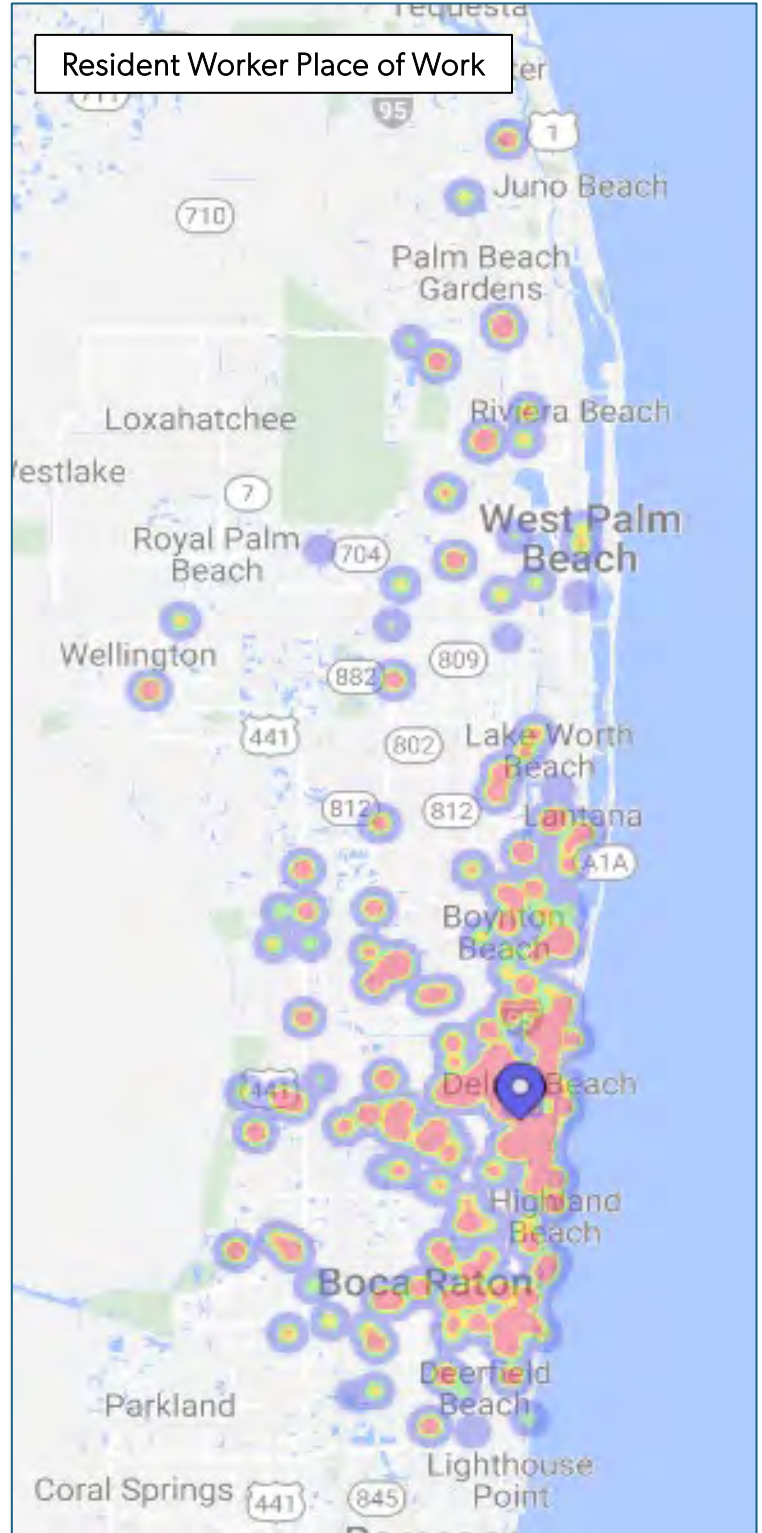 Tequesta
Resident Worker Place of Work
95
1
Juno Beach
710
Palm Beach
Gardens
Loxahatchee
Riviera Beach
7
West Palm
Beach
Royal Palm
Beach
704
Wellington
882
809
441
802
Lake Worth
Beach
812
812
Lantana
A1A
Boynton
Beach
441
Beach
Highland
Beach
Boca Raton
Deerfield
Beach
Parkland
Lighthouse
Point
Coral Springs
441
845